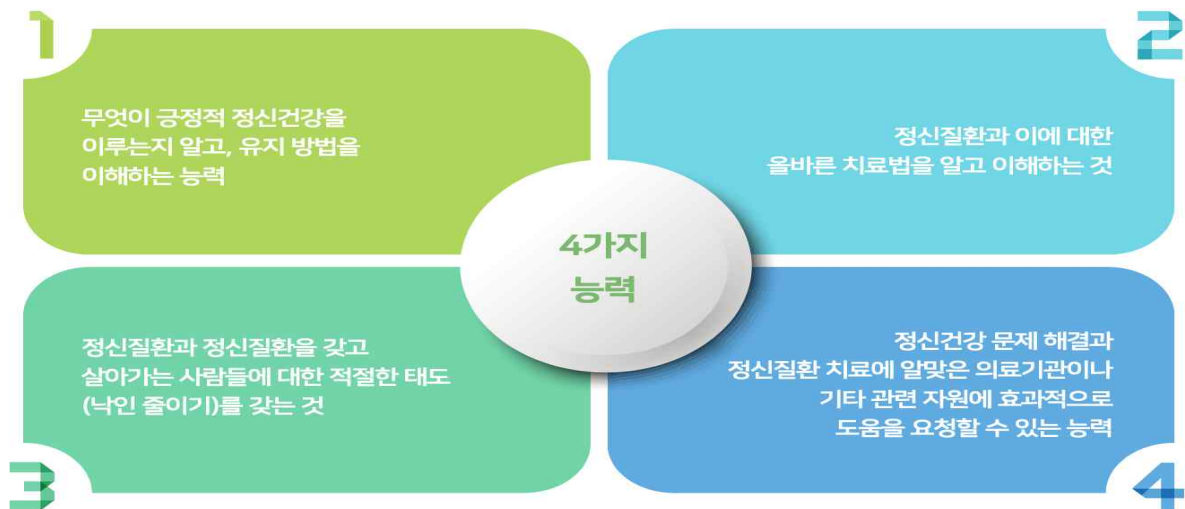 1
무엇이 긍정적 정신건강을
이루는지 알고, 유지 방법을
이해하는 능력
2
정신질환과 이에 대한
올바른 치료법을 알고 이해하는 것
4가지
능력
3
정신질환과 정신질환을 갖고
살아가는 사람들에 대한 적절한 태도
(낙인 줄이기)를 갖는 것
4
정신건강 문제 해결과
정신질환 치료에 알맞은 의료기관이나
기타 관련 자원에 효과적으로
도움을 요청할 수 있는 능력